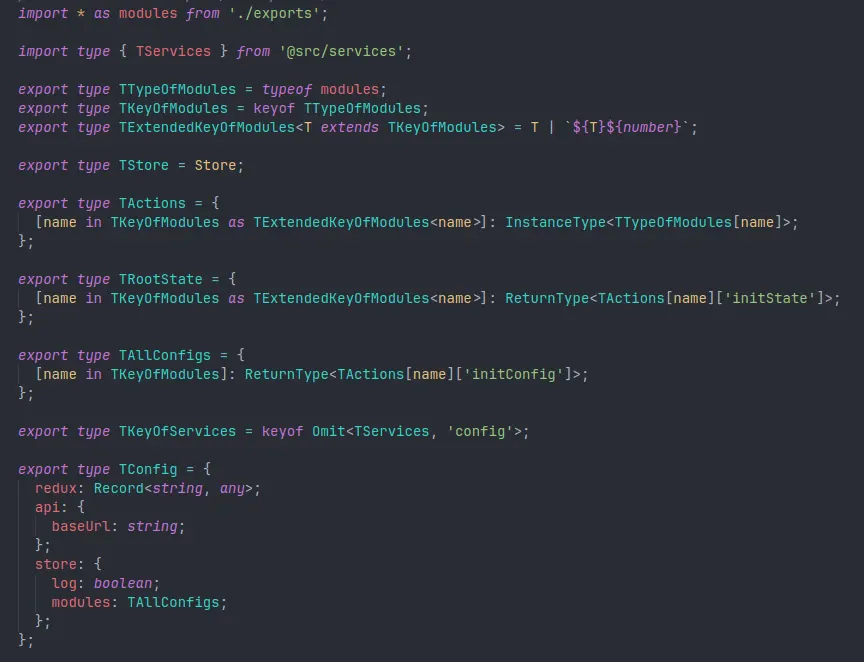 import * as modules from './exports';
import type { TServices } from '@src/services';
export type TTypeOfModules = typeof modules;
export type TKeyOfModules = keyof TTypeOfModules;
export type TExtendedKeyOfModules<T extends TKeyOfModules> = T | `${T}${number}`;
export type TStore = Store;
export type TActions = {
[name in TKeyOfModules as TExtendedKeyOfModules<name>]: InstanceType<TTypeOfModules[name]>;
};
export type TRootState = {
[name in TKeyOfModules as TExtendedKeyOfModules<name>]: ReturnType<TActions[name]['initState']>;
};
export type TAllConfigs = {
[name in TKeyOfModules]: ReturnType<TActions[name]['initConfig']>;
};
export type TKeyOfServices = keyof Omit<TServices, 'config'>;
export type TConfig = {
redux: Record<string, any>;
api: {
baseUrl: string;
};
store: {
log: boolean;
modules: TAllConfigs;
};
};